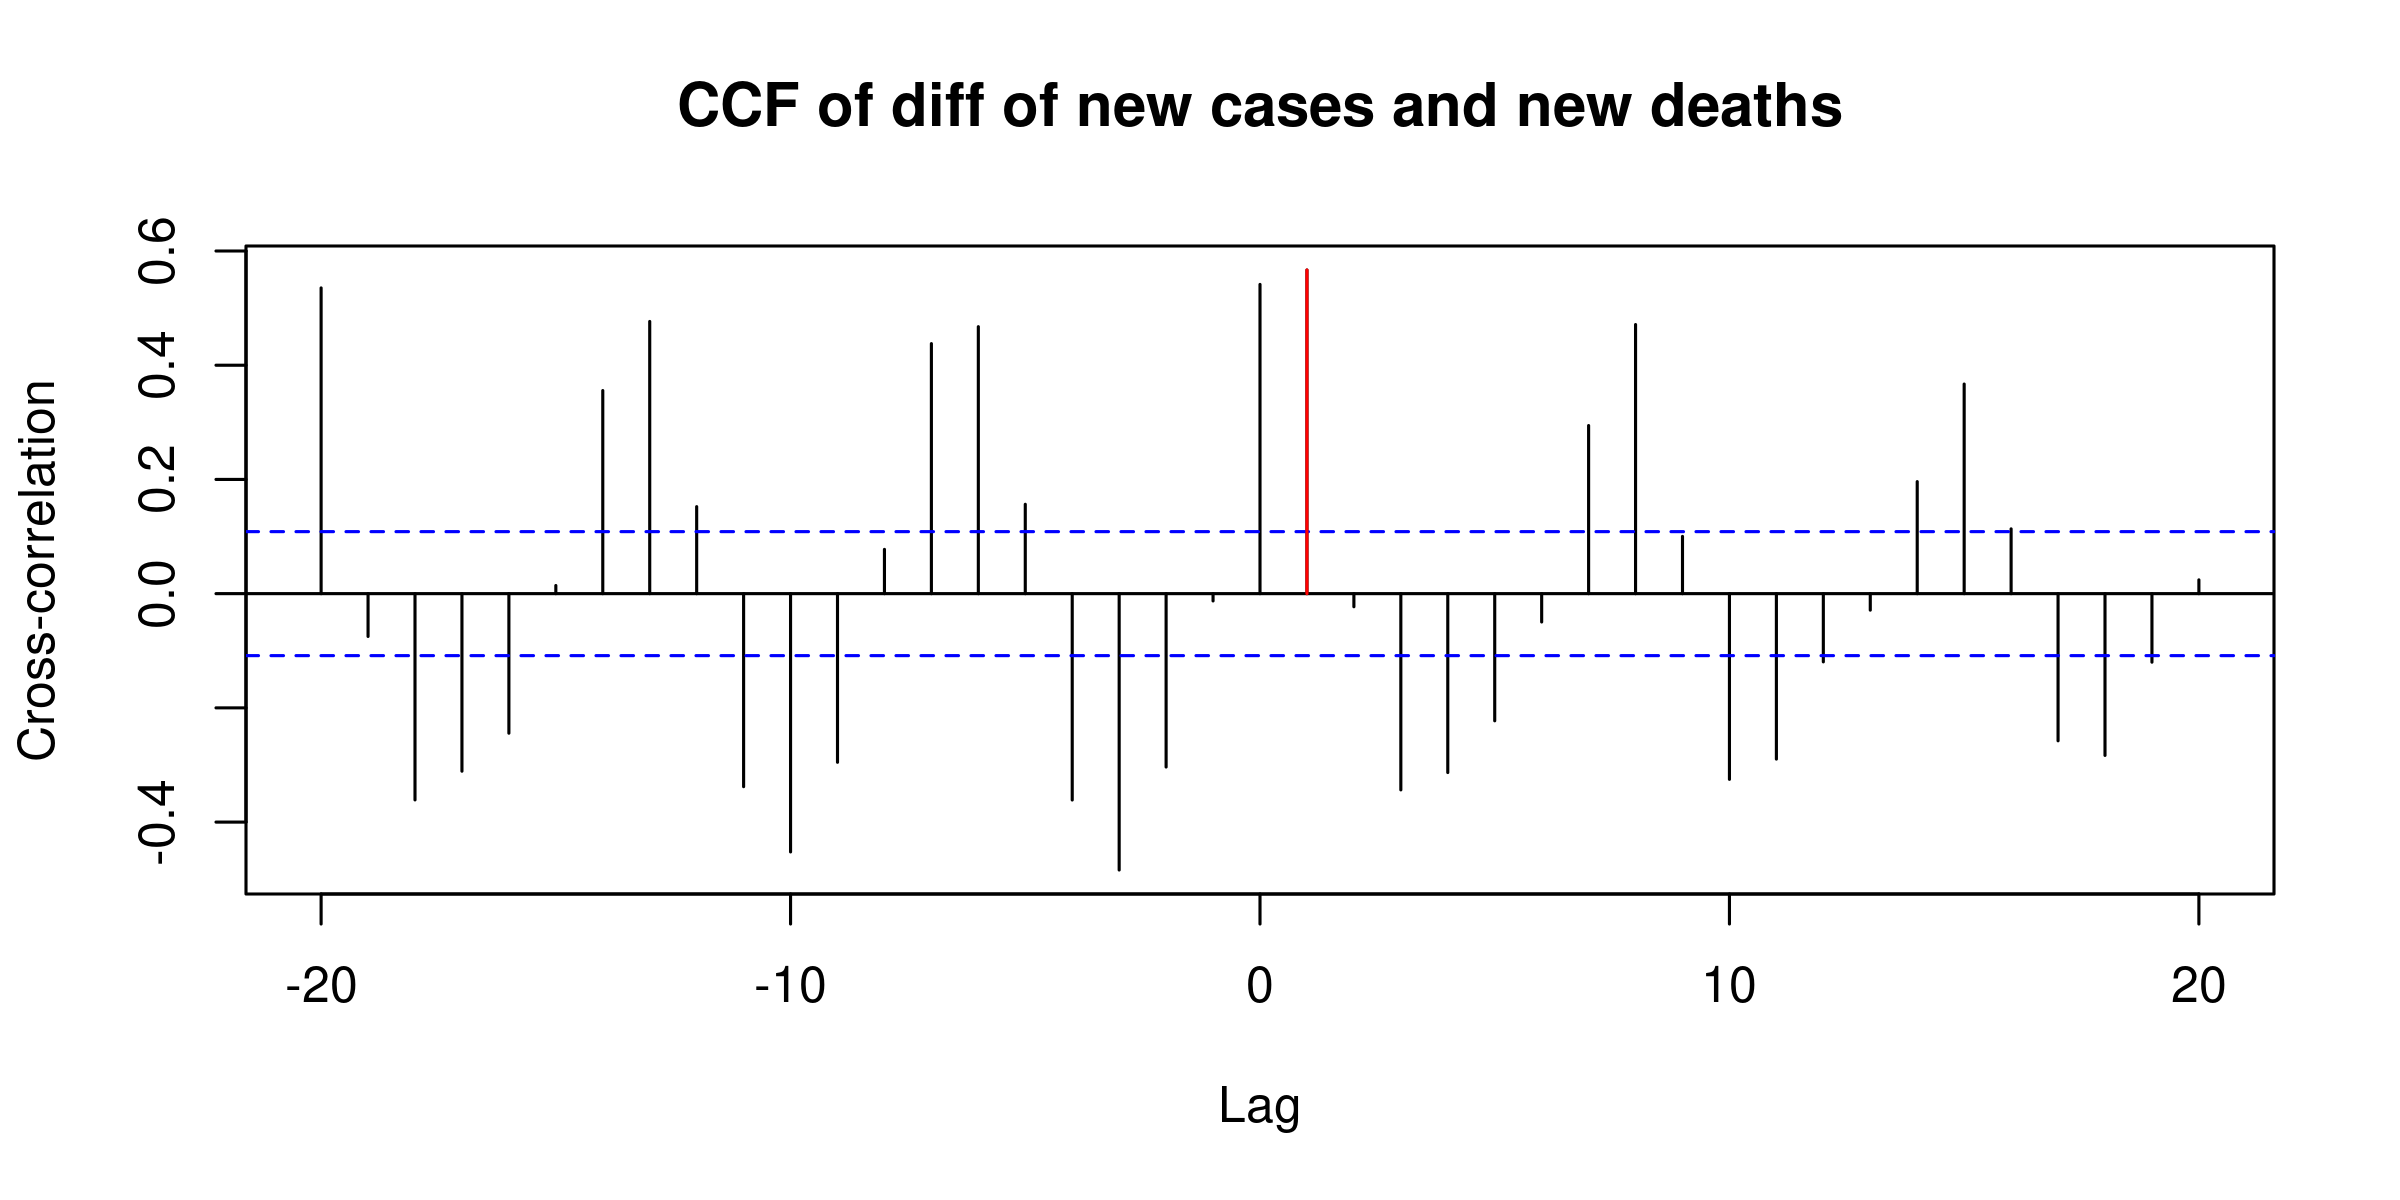 CCF of diff of new cases and new deaths
Cross-correlation
0.6
0.4
0.2
0.0
-0.4
-20 -10 0 10 20
Lag